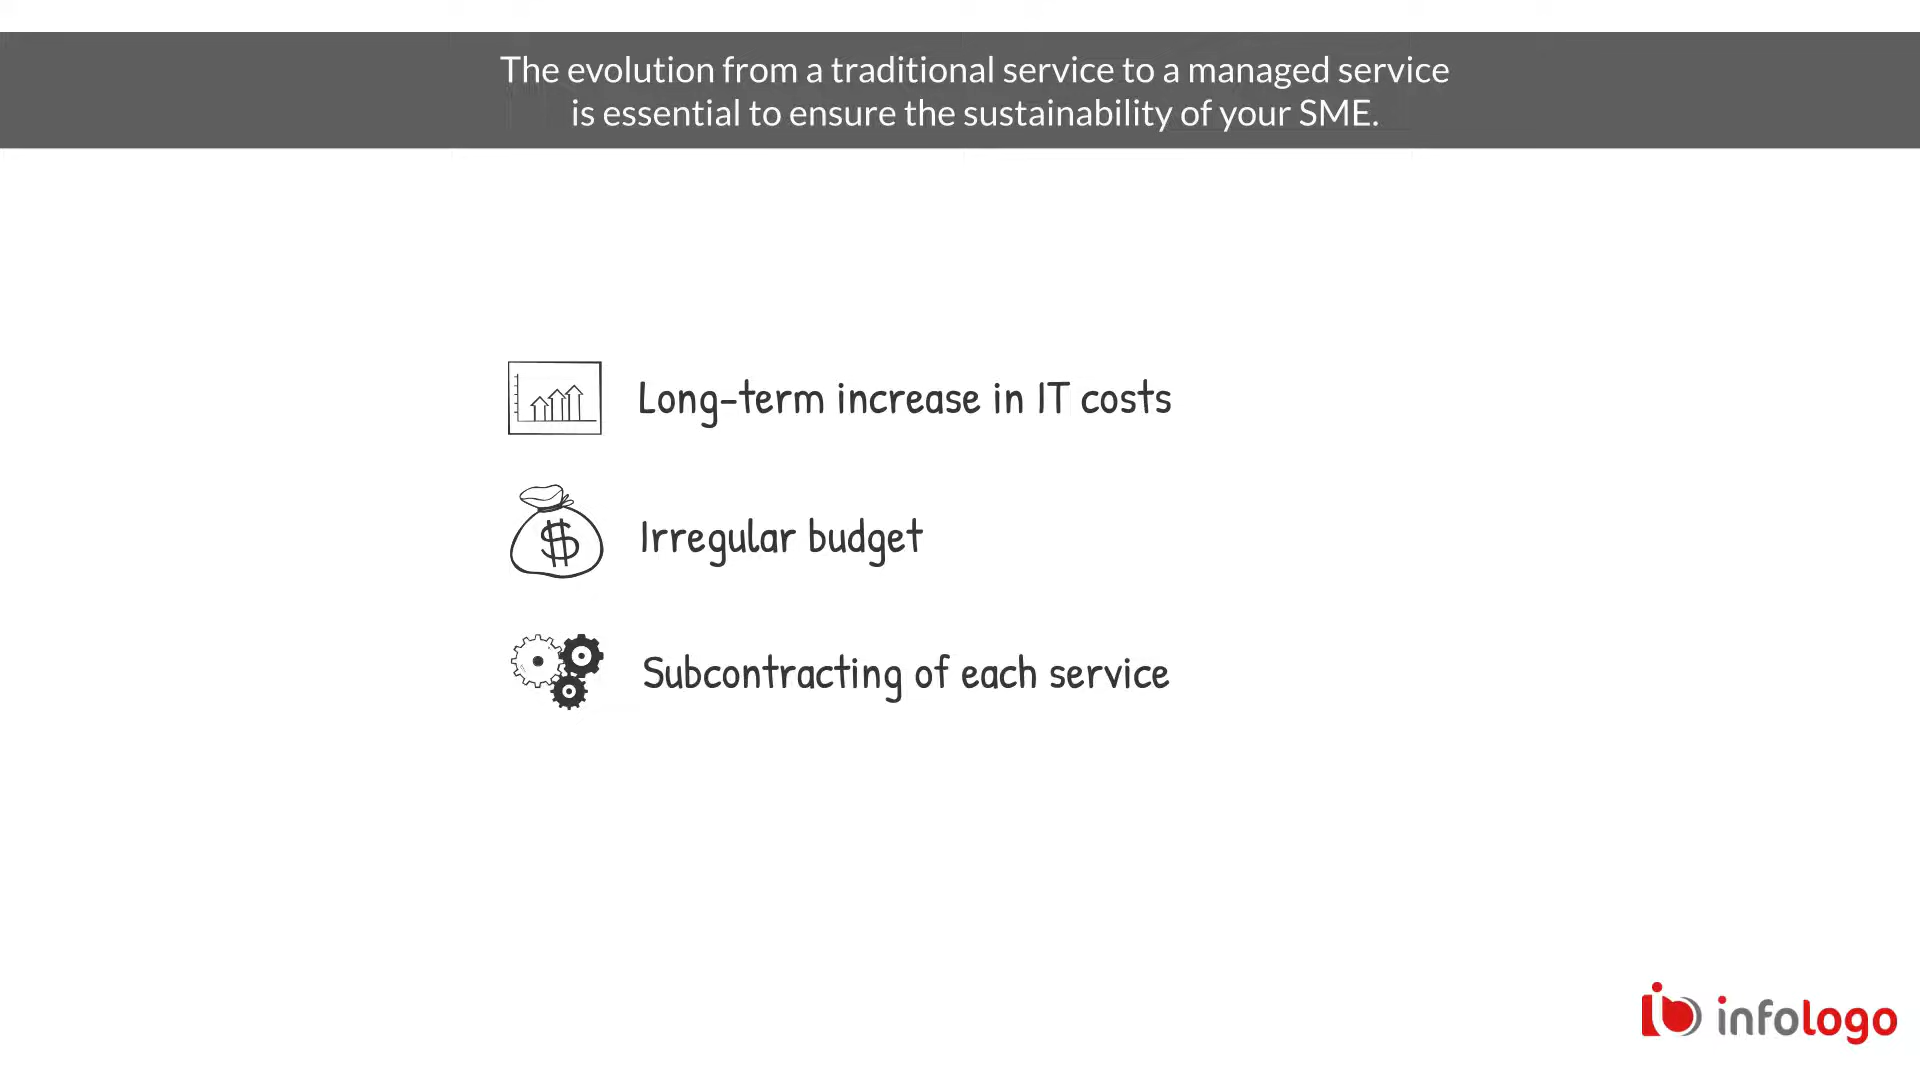 The evolution from a traditional service to a managed service
is essential to ensure the sustainability of your SME.
Long-term increase in IT costs
$
Irregular budget
Subcontracting of each service
infologo